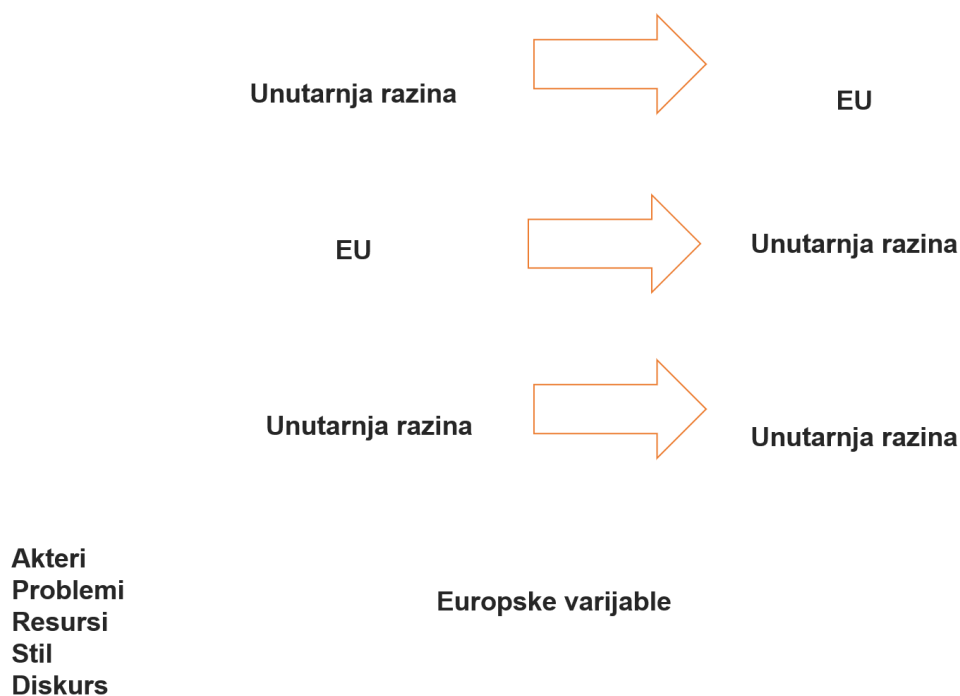 Unutarnja razina
EU
EU
Unutarnja razina
Unutarnja razina
Unutarnja razina
Akteri
Problemi
Resursi
Stil
Diskurs
Europske varijable